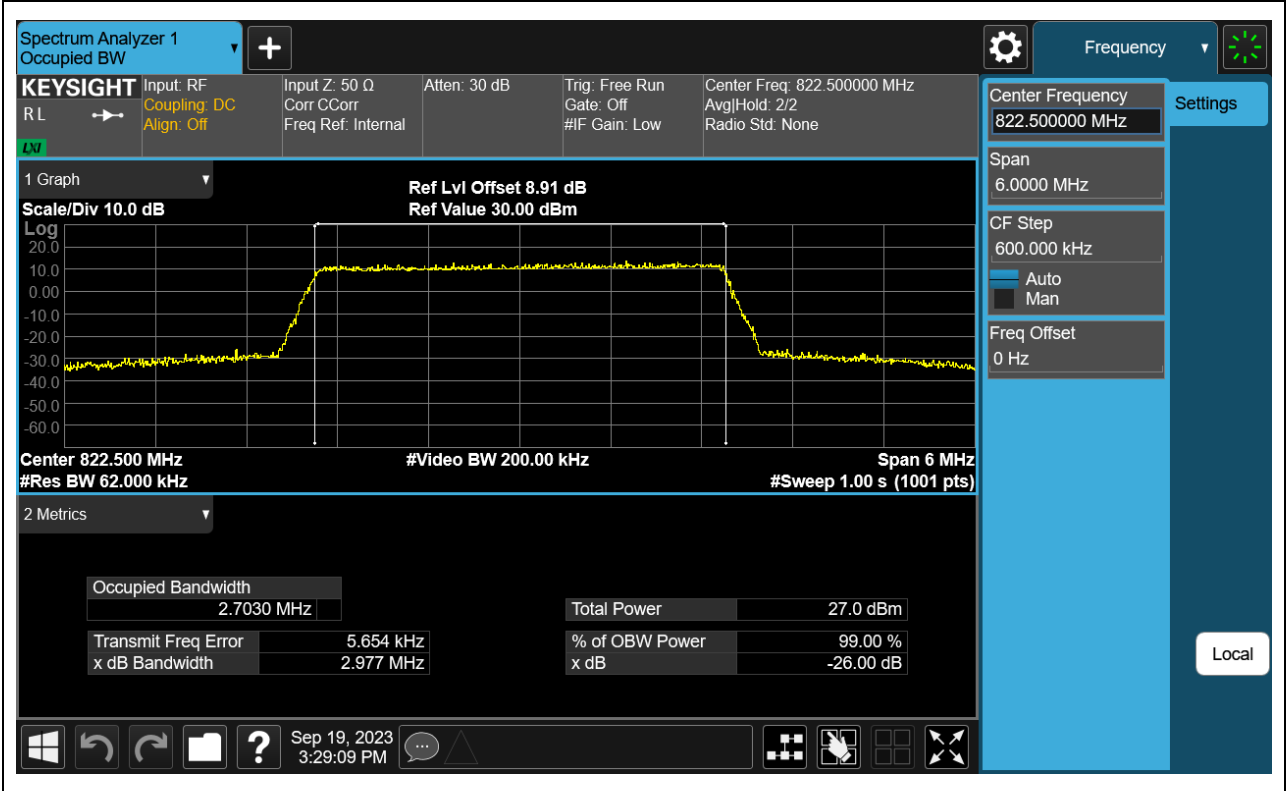 Spectrum Analyzer 1
Occupied BW
Frequency
KEYSIGHT
R L
LXI
Input: RF
Coupling: DC
Align: Off
Input Z: 50 Ω
Corr CCorr
Freq Ref: Internal
Atten: 30 dB
Trig: Free Run
Gate: Off
#IF Gain: Low
Center Freq: 822.500000 MHz
Avg|Hold: 2/2
Radio Std: None
Center Frequency
822.500000 MHz
Settings
Span
6.0000 MHz
CF Step
600.000 kHz
Auto
Man
Freq Offset
0 Hz
Local
1 Graph
Scale/Div 10.0 dB
Ref Lvl Offset 8.91 dB
Ref Value 30.00 dBm
Log
20.0
10.0
0.00
-10.0
-20.0
-30.0
-40.0
-50.0
-60.0
Center 822.500 MHz
#Video BW 200.00 kHz
Span 6 MHz
#Res BW 62.000 kHz
#Sweep 1.00 s (1001 pts)
2 Metrics
Occupied Bandwidth
2.7030 MHz
Total Power 27.0 dBm
Transmit Freq Error 5.654 kHz
% of OBW Power 99.00 %
x dB Bandwidth 2.977 MHz
x dB -26.00 dB
Sep 19, 2023
3:29:09 PM